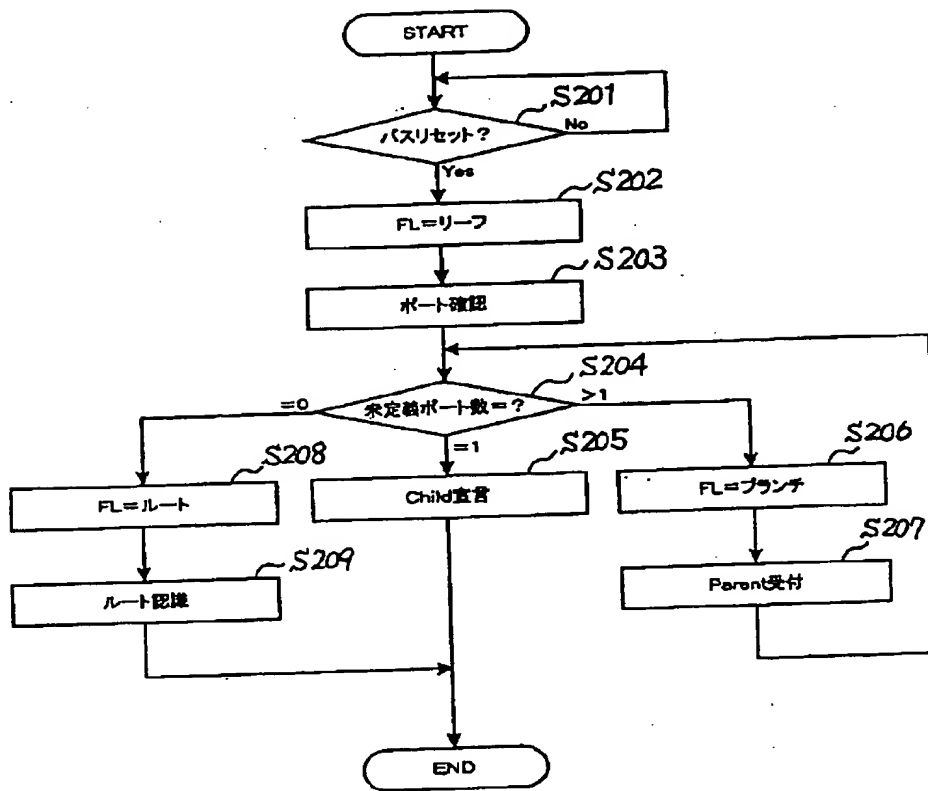 START
S201
バスリセット?
No
Yes
S202
FL=リーフ
S203
ポート確認
S204
=0
未定義ポート数=?
>1
=1
S208
S205
S206
FL=ルート
Child宣言
FL=ブランチ
S209
S207
ルート認識
Parent受付
END